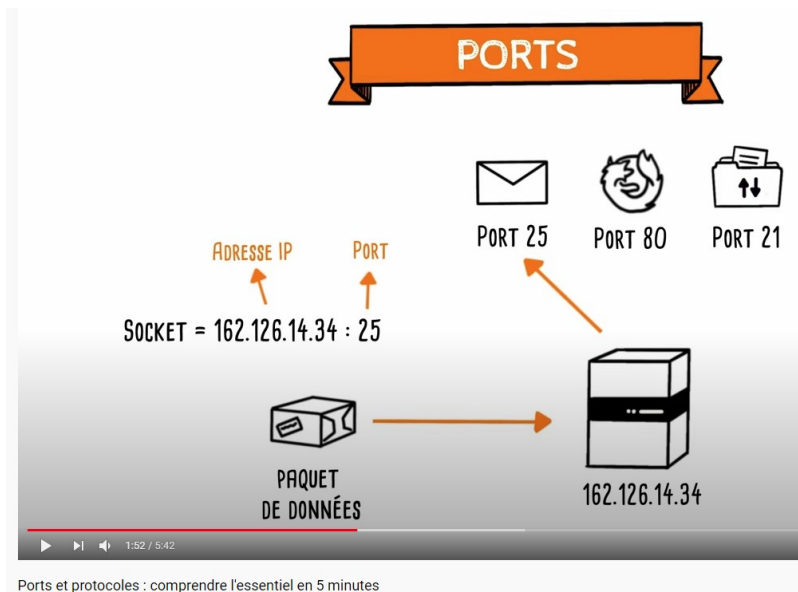 PORTS
PORT 25
PORT 80
PORT 21
ADRESSE IP
PORT
SOCKET = 162.126.14.34 : 25
PAQUET
DE DONNÉES
162.126.14.34
1:52 / 5:42
Ports et protocoles : comprendre l'essentiel en 5 minutes